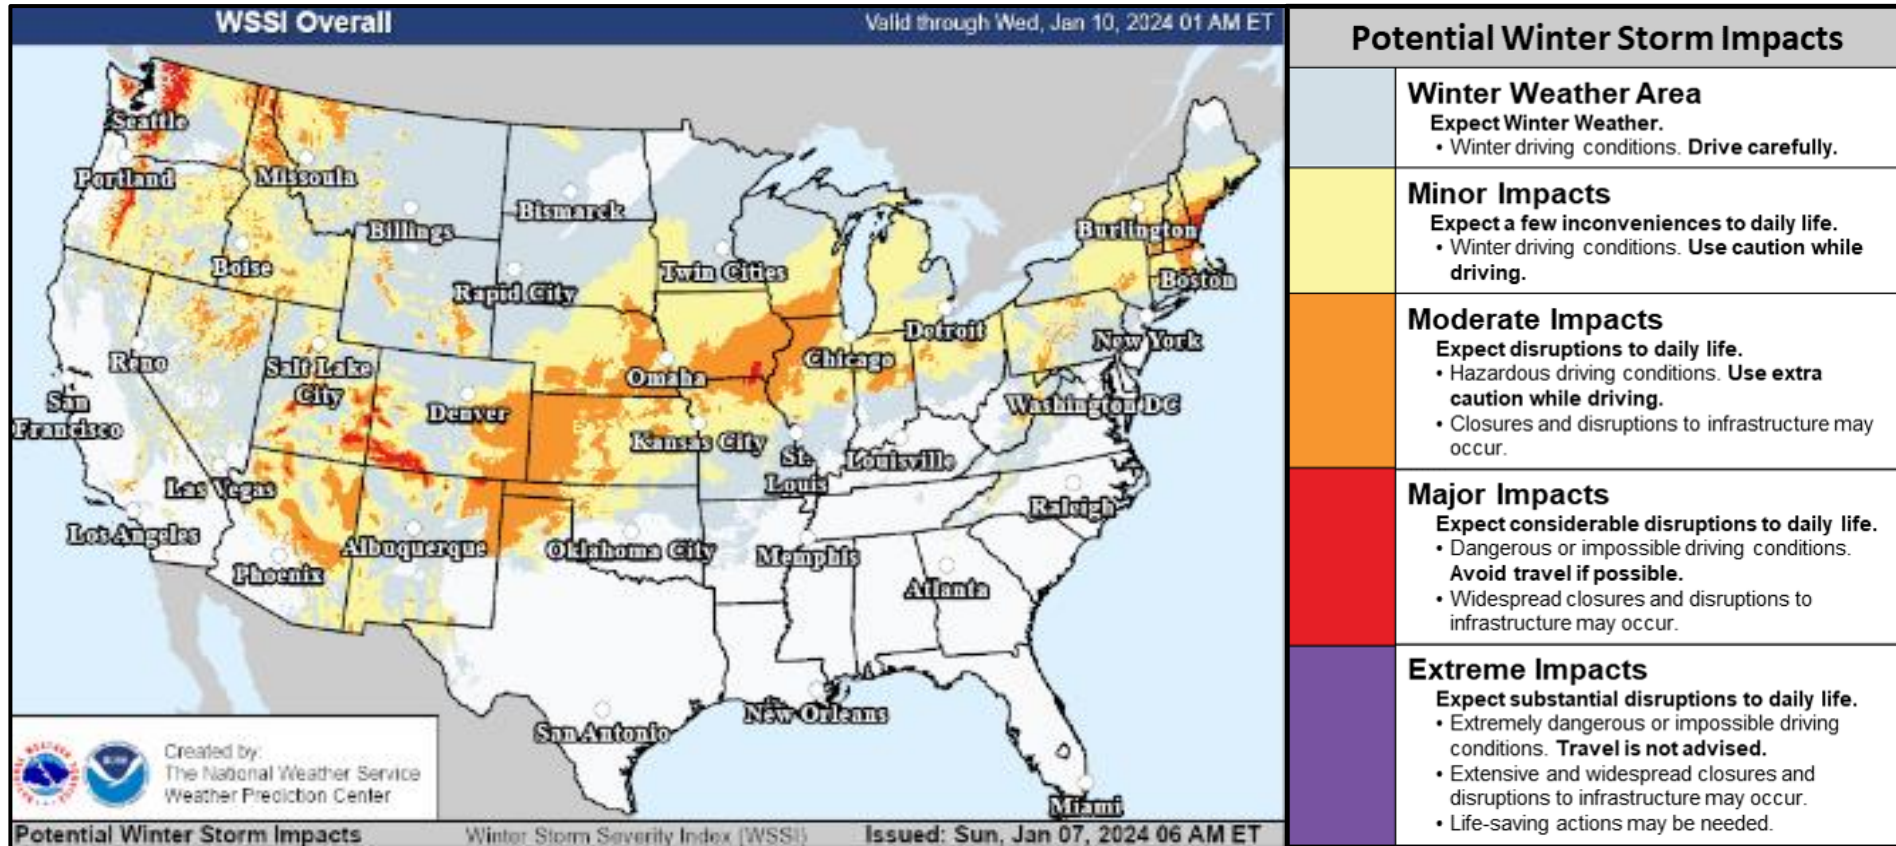 WSSI Overall
Valid through Wed, Jan 10, 2024 01 AM ET
Seattle
Portland
Missoula
Billings
Bismarck
Boise
Rapid City
Twin Cities
Burlington
Boston
Detroit
New York
Reno
Salt Lake
City
Omaha
Chicago
San
Francisco
Denver
Washington DC
Kansas City
St.
Louis
Louisville
Las Vegas
Raleigh
Los Angeles
Albuquerque
Oklahoma City
Memphis
Phoenix
Atlanta
New Orleans
San Antonio
Miami
Created by:
The National Weather Service
Weather Prediction Center
Potential Winter Storm Impacts
Winter Storm Severity Index (WSSI)
Issued: Sun, Jan 07, 2024 06 AM ET
Potential Winter Storm Impacts
Winter Weather Area
Expect Winter Weather.
• Winter driving conditions. Drive carefully.
Minor Impacts
Expect a few inconveniences to daily life.
• Winter driving conditions. Use caution while
driving.
Moderate Impacts
Expect disruptions to daily life.
• Hazardous driving conditions. Use extra
caution while driving.
• Closures and disruptions to infrastructure may
occur.
Major Impacts
Expect considerable disruptions to daily life.
• Dangerous or impossible driving conditions.
Avoid travel if possible.
• Widespread closures and disruptions to
infrastructure may occur.
Extreme Impacts
Expect substantial disruptions to daily life.
• Extremely dangerous or impossible driving
conditions. Travel is not advised.
• Extensive and widespread closures and
disruptions to infrastructure may occur.
• Life-saving actions may be needed.